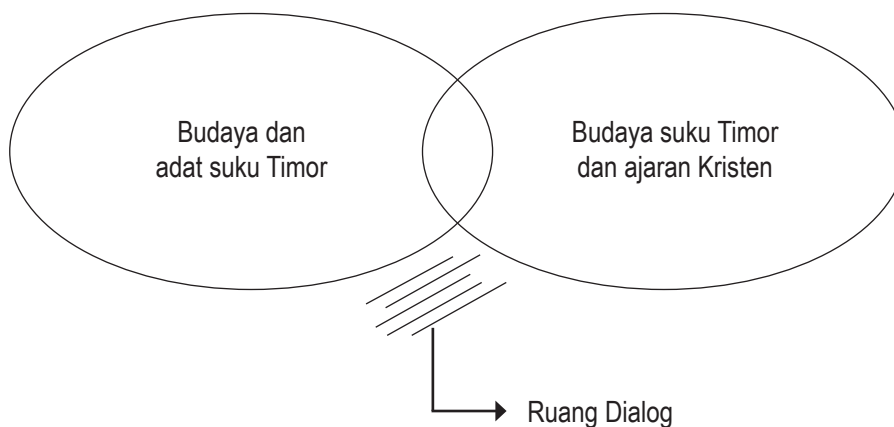 Budaya dan
adat suku Timor
Budaya suku Timor
dan ajaran Kristen
Ruang Dialog